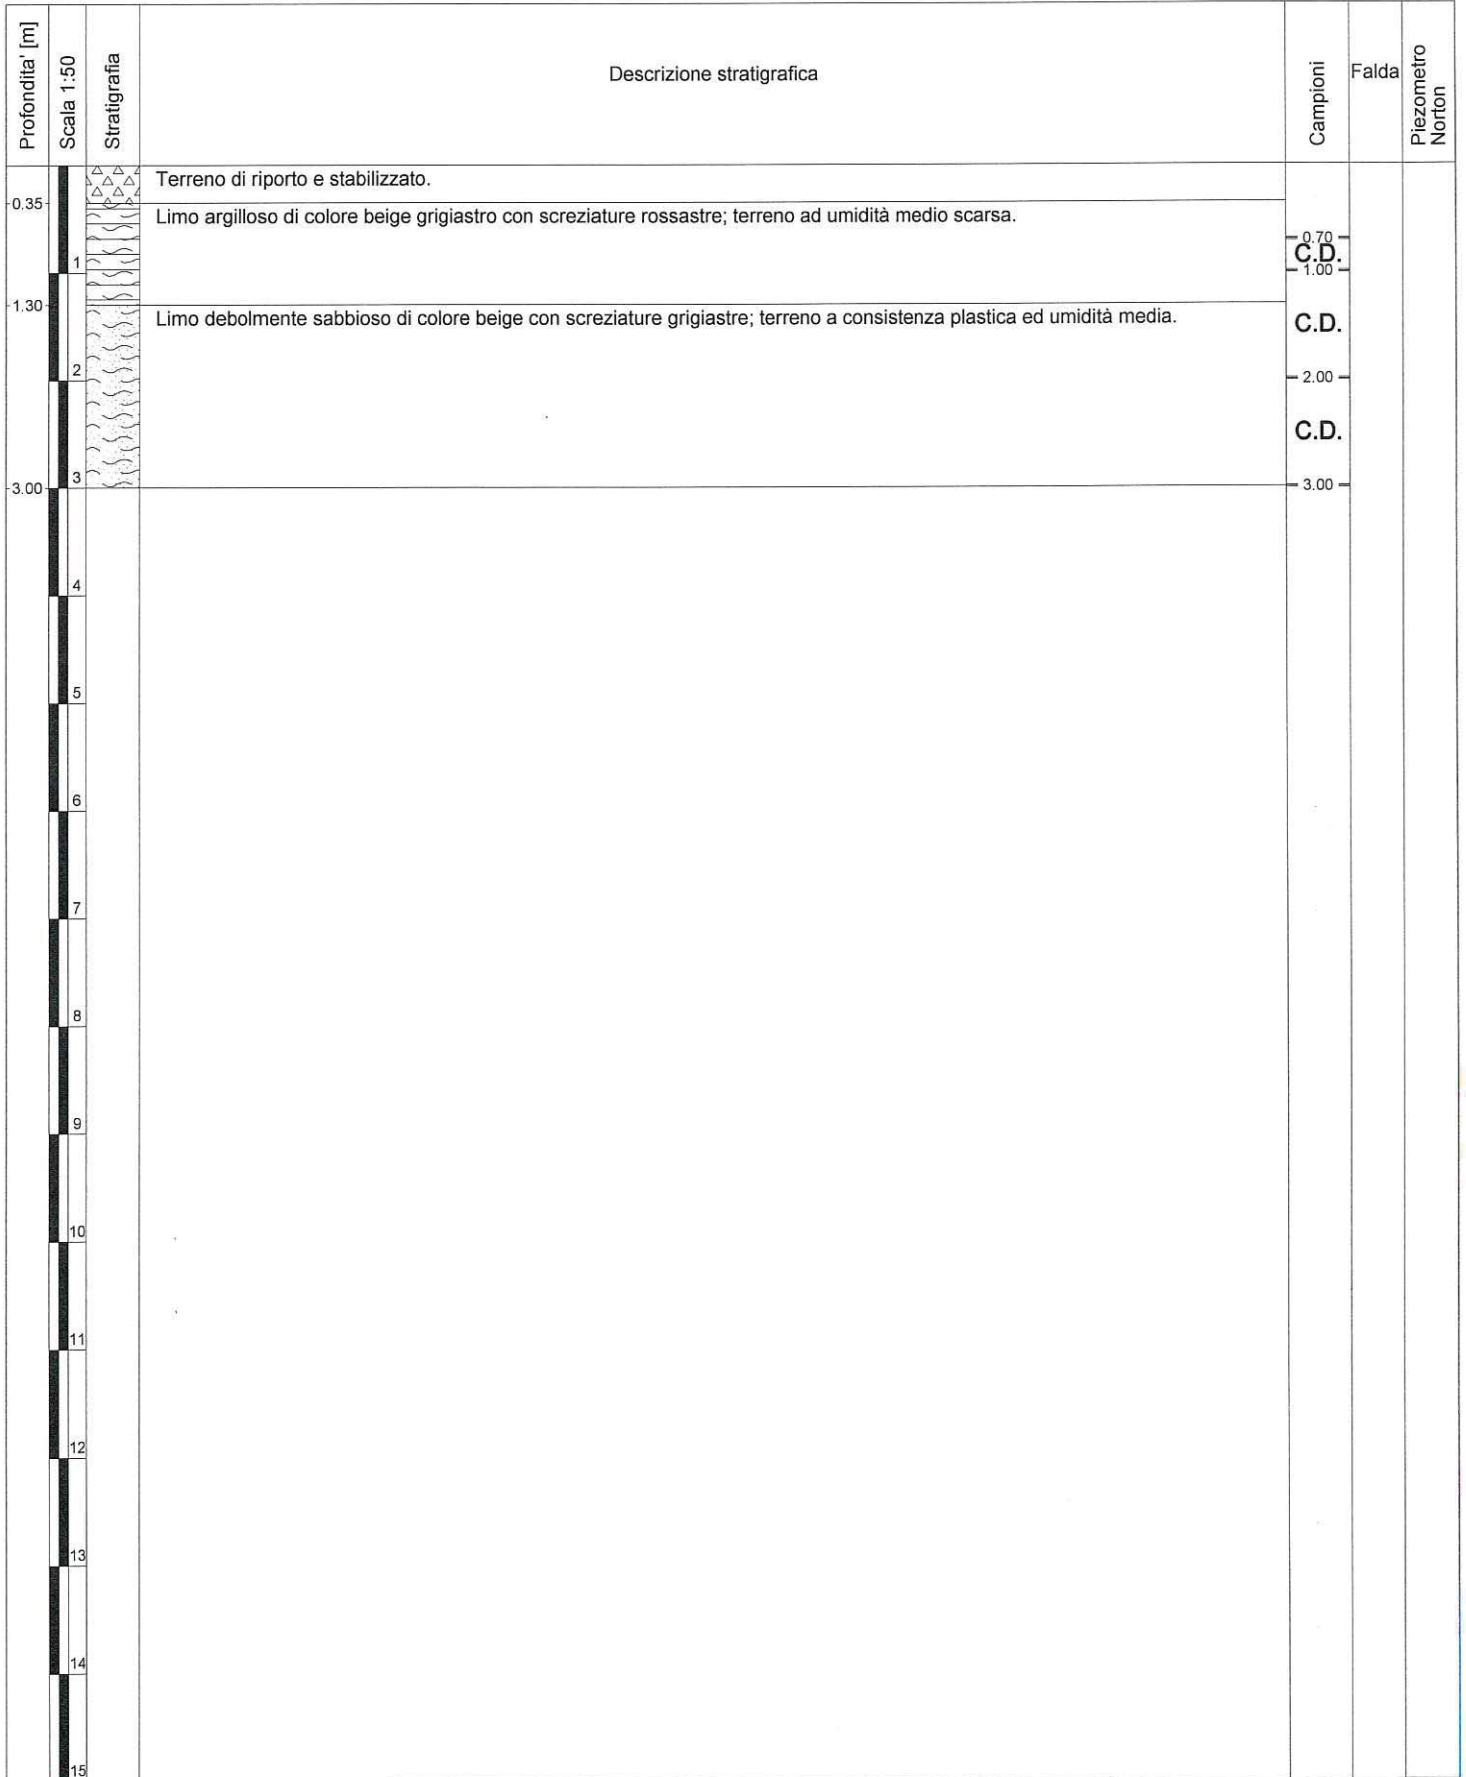 Profondita' [m]
Scala 1:50
Stratigrafia
Descrizione stratigrafica
Campioni
Falda
Piezometro
Norton
Terreno di riporto e stabilizzato.
0.35
Limo argilloso di colore beige grigiastro con screziature rossastre; terreno ad umidità medio scarsa.
0.70
C.D.
1
1.00
1.30
Limo debolmente sabbioso di colore beige con screziature grigiastre; terreno a consistenza plastica ed umidità media.
C.D.
2
2.00
C.D.
3
3.00
3.00
4
5
6
7
8
9
10
11
12
13
14
15